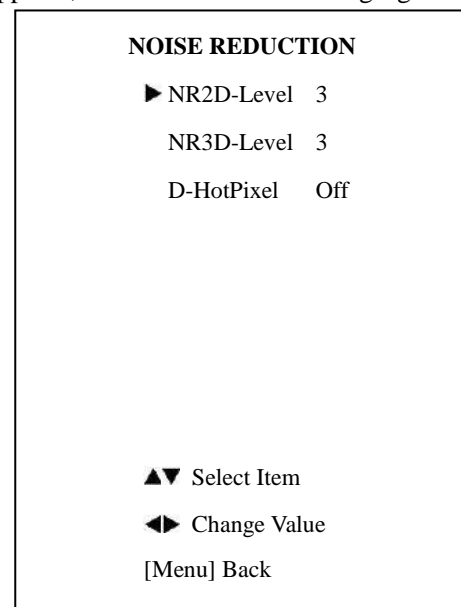 NOISE REDUCTION
▶ NR2D-Level 3
NR3D-Level 3
D-HotPixel Off
▲▼ Select Item
◀▶ Change Value
[Menu] Back